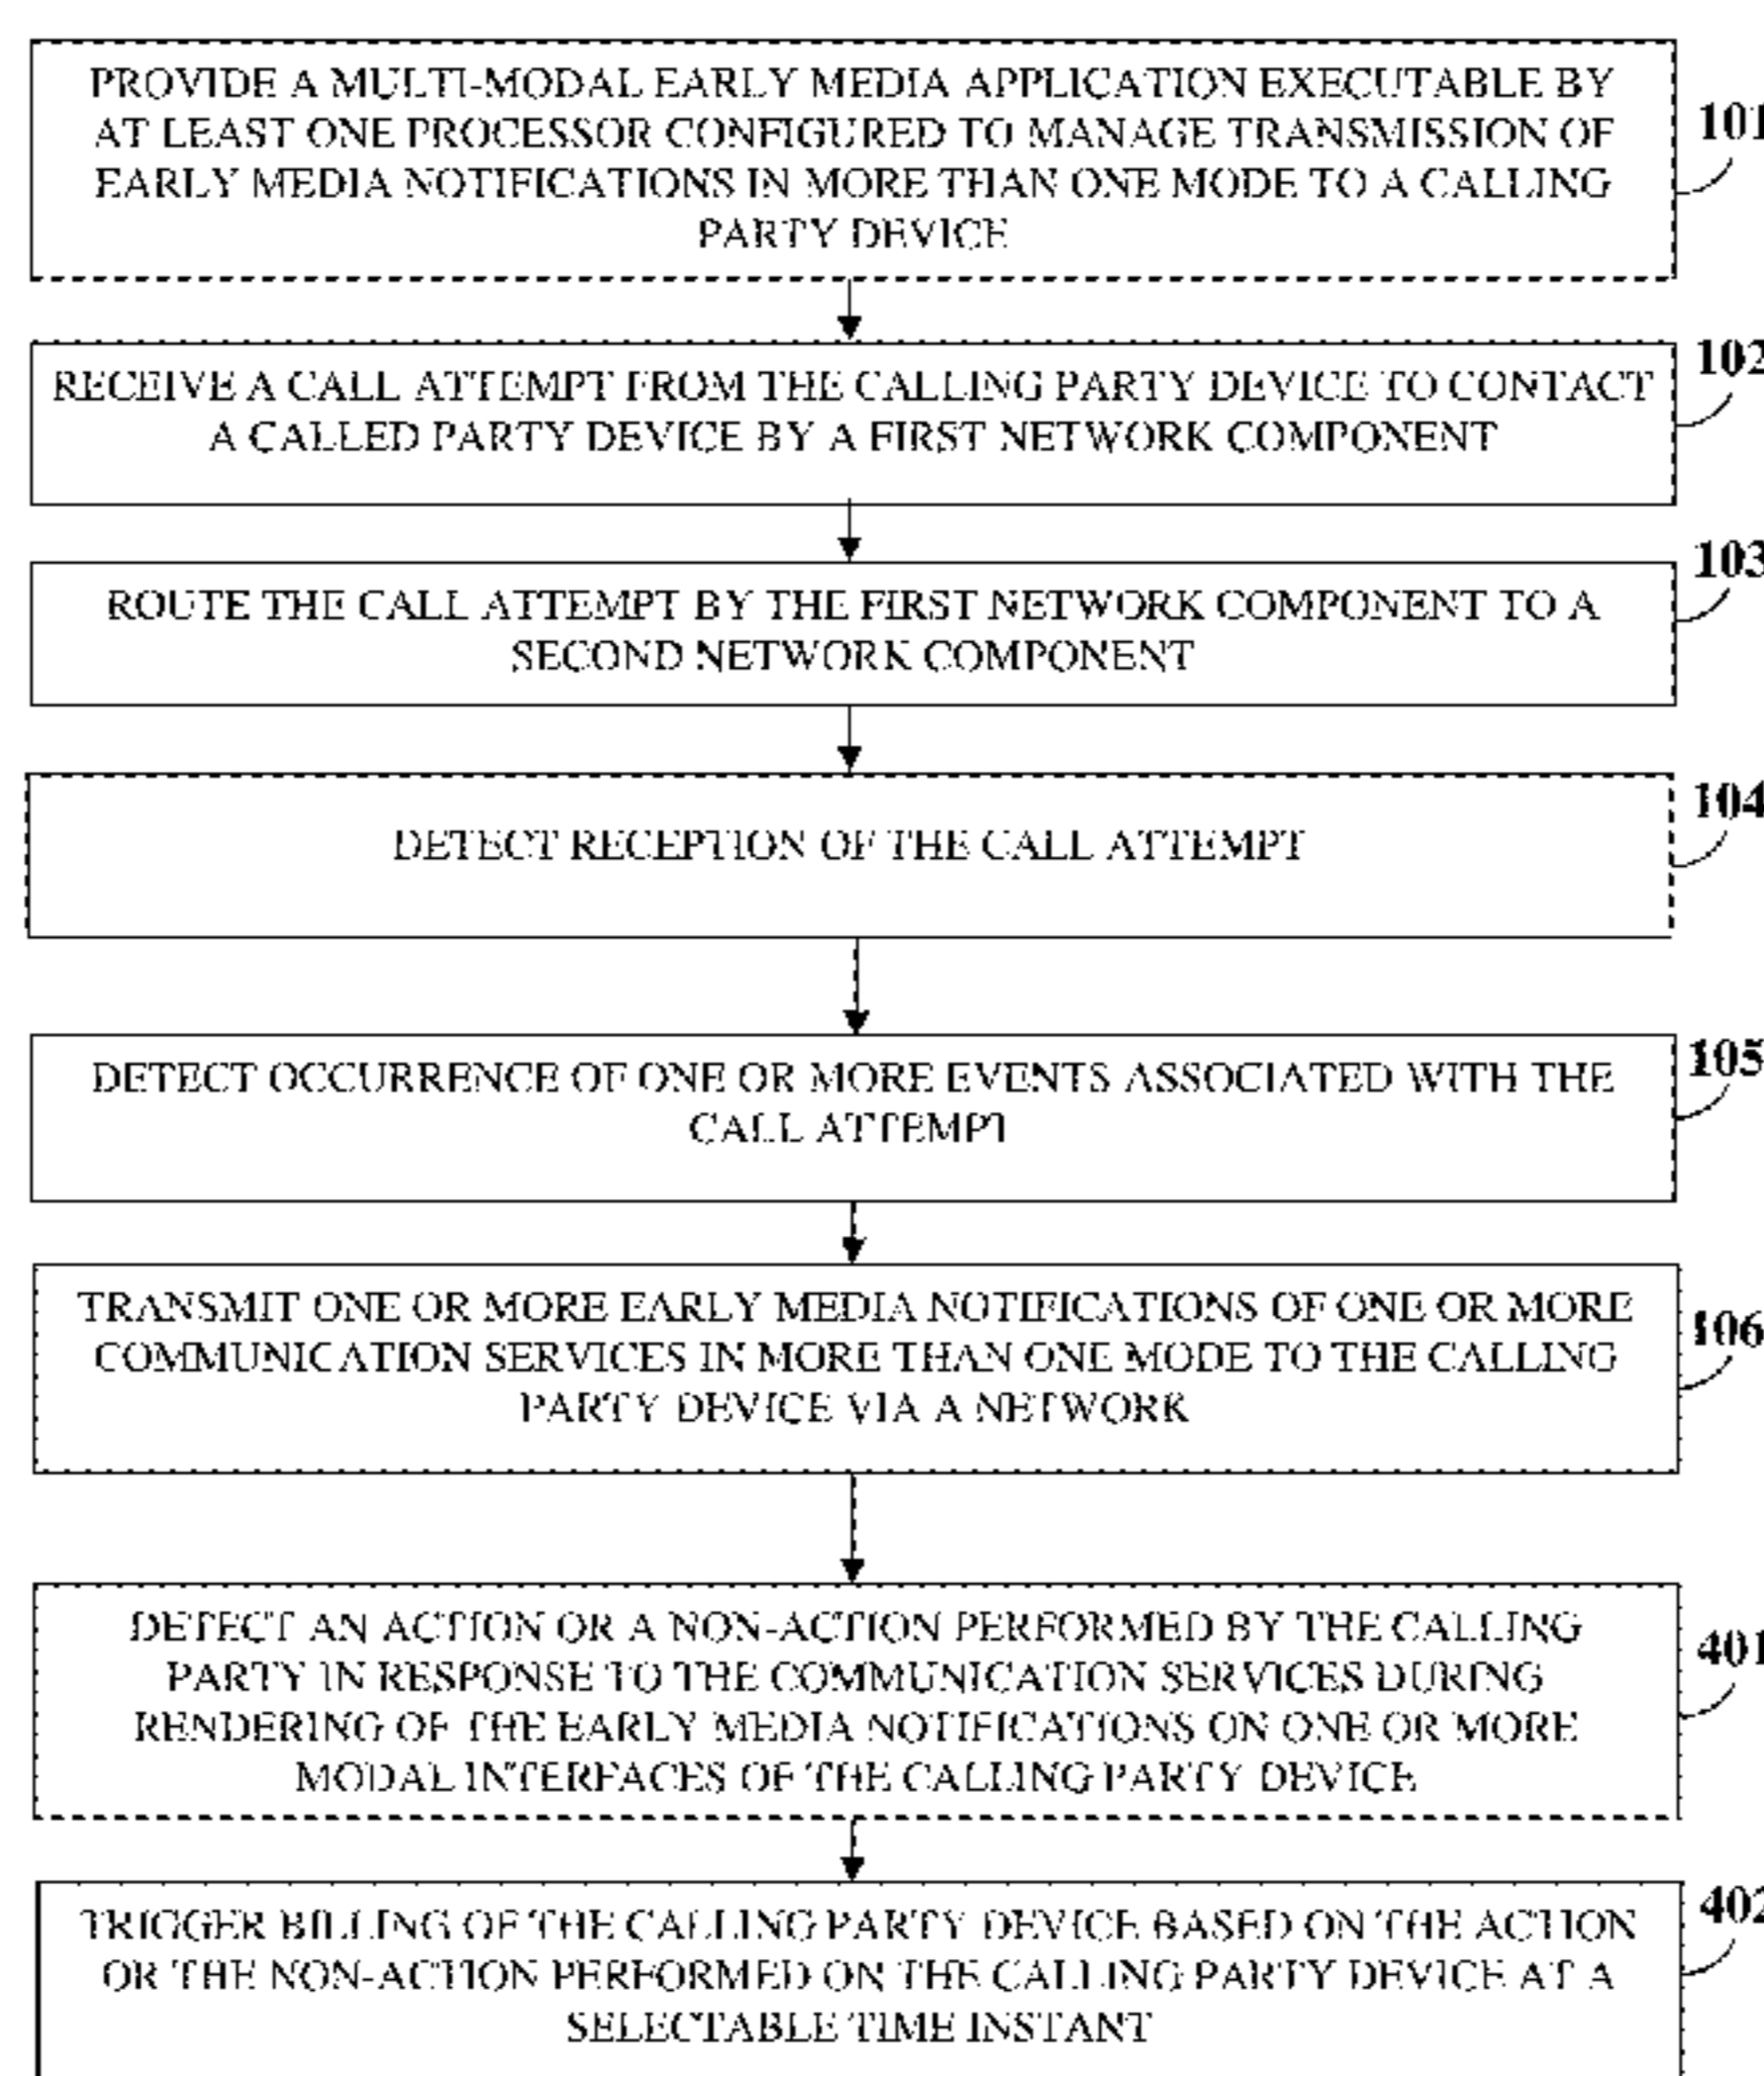 PROVIDE A MULTI-MODAL EARLY MEDIA APPLICATION EXECUTABLE BY
AT LEAST ONE PROCESSOR CONFIGURED TO MANAGE TRANSMISSION OF
EARLY MEDIA NOTIFICATIONS IN MORE THAN ONE MODE TO A CALLING
PARTY DEVICE
101
RECEIVE A CALL ATTEMPT FROM THE CALLING PARTY DEVICE TO CONTACT
A CALLED PARTY DEVICE BY A FIRST NETWORK COMPONENT
102
ROUTE THE CALL ATTEMPT BY THE FIRST NETWORK COMPONENT TO A
SECOND NETWORK COMPONENT
103
DETECT RECEPTION OF THE CALL ATTEMPT
104
DETECT OCCURRENCE OF ONE OR MORE EVENTS ASSOCIATED WITH THE
CALL ATTEMPT
105
TRANSMIT ONE OR MORE EARLY MEDIA NOTIFICATIONS OF ONE OR MORE
COMMUNICATION SERVICES IN MORE THAN ONE MODE TO THE CALLING
PARTY DEVICE VIA A NETWORK
106
DETECT AN ACTION OR A NON-ACTION PERFORMED BY THE CALLING
PARTY IN RESPONSE TO THE COMMUNICATION SERVICES DURING
RENDERING OF THE EARLY MEDIA NOTIFICATIONS ON ONE OR MORE
MODAL INTERFACES OF THE CALLING PARTY DEVICE
401
TRIGGER BILLING OF THE CALLING PARTY DEVICE BASED ON THE ACTION
OR THE NON-ACTION PERFORMED ON THE CALLING PARTY DEVICE AT A
SELECTABLE TIME INSTANT
402